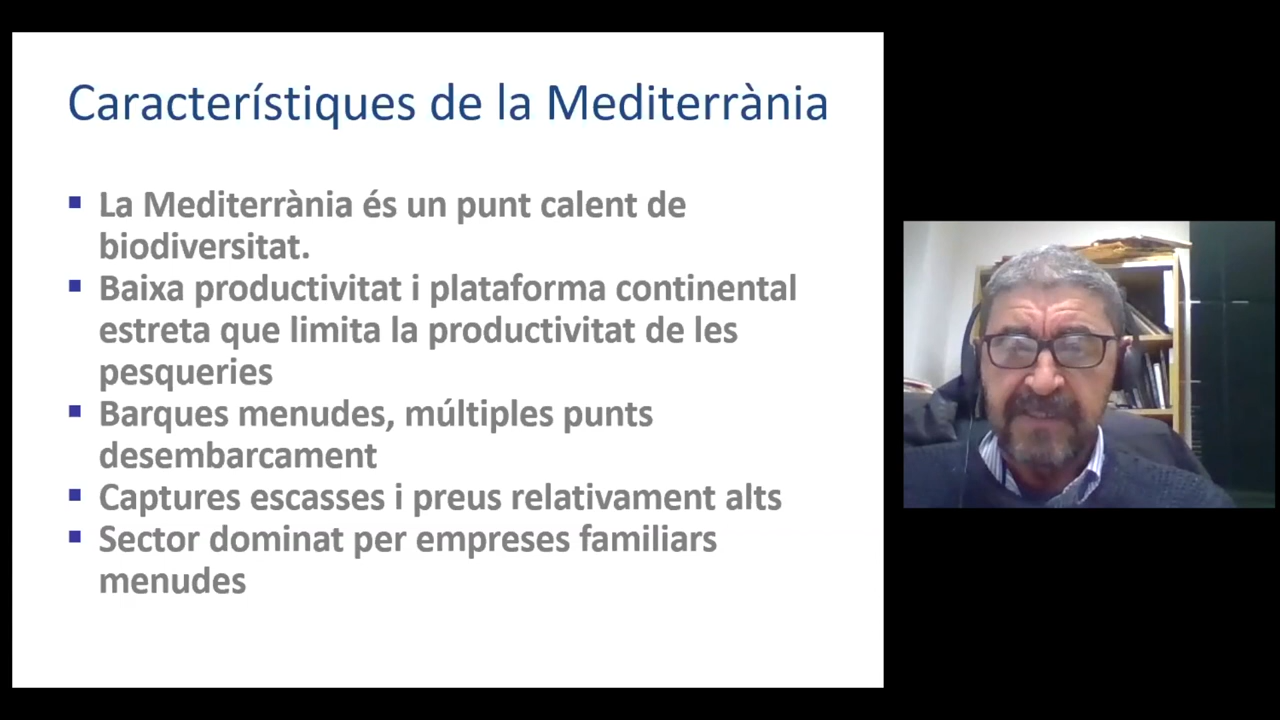 Característiques de la Mediterrània
▪ La Mediterrània és un punt calent de
biodiversitat.
▪ Baixa productivitat i plataforma continental
estreta que limita la productivitat de les
pesqueries
▪ Barques menudes, múltiples punts
desembarcament
▪ Captures escasses i preus relativament alts
▪ Sector dominat per empreses familiars
menudes